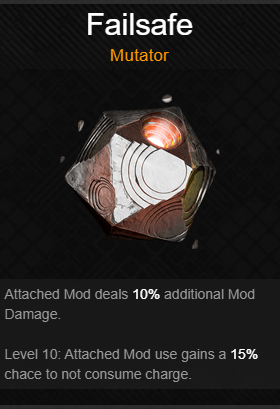 Failsafe
Mutator
Attached Mod deals 10% additional Mod
Damage.
Level 10: Attached Mod use gains a 15%
chace to not consume charge.